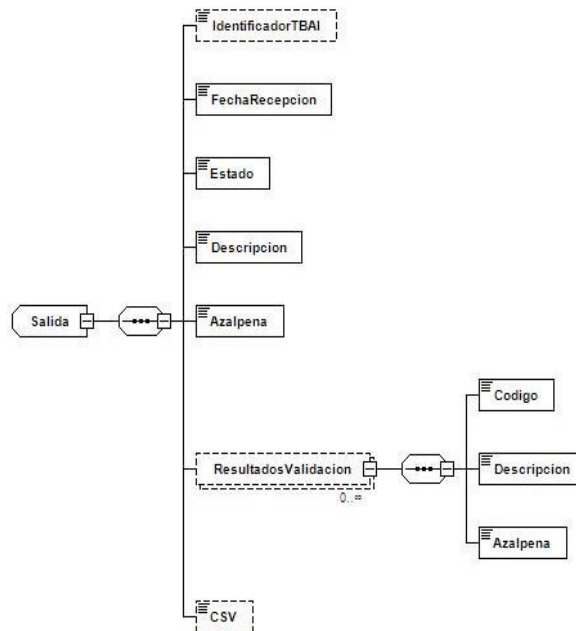 IdentificadorTBAI
FechaRecepcion
Estado
Descripcion
Salida
Azalpena
Codigo
ResultadosValidacion
Descripcion
0..∞
Azalpena
CSV